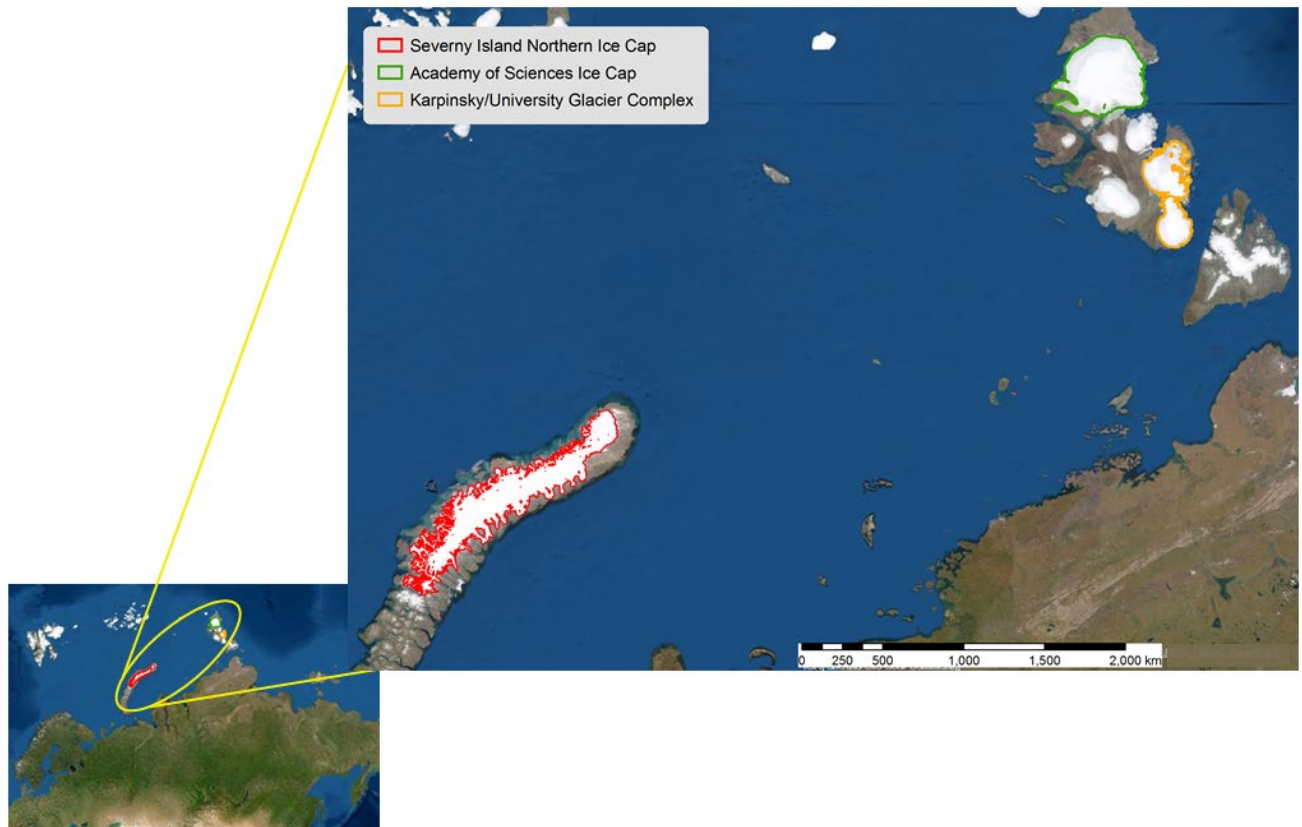 Severny Island Northern Ice Cap
Academy of Sciences Ice Cap
Karpinsky/University Glacier Complex
0 250 500 1,000 1,500 2,000 km